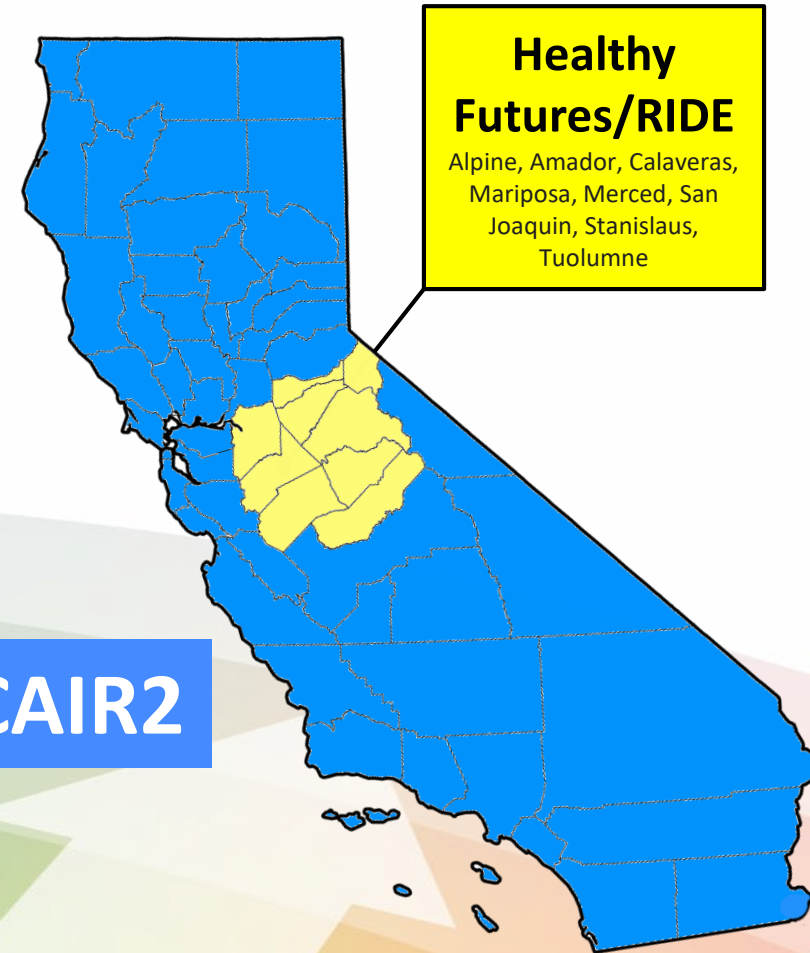 Healthy
Futures/RIDE
Alpine, Amador, Calaveras,
Mariposa, Merced, San
Joaquin, Stanislaus,
Tuolumne
CAIR2